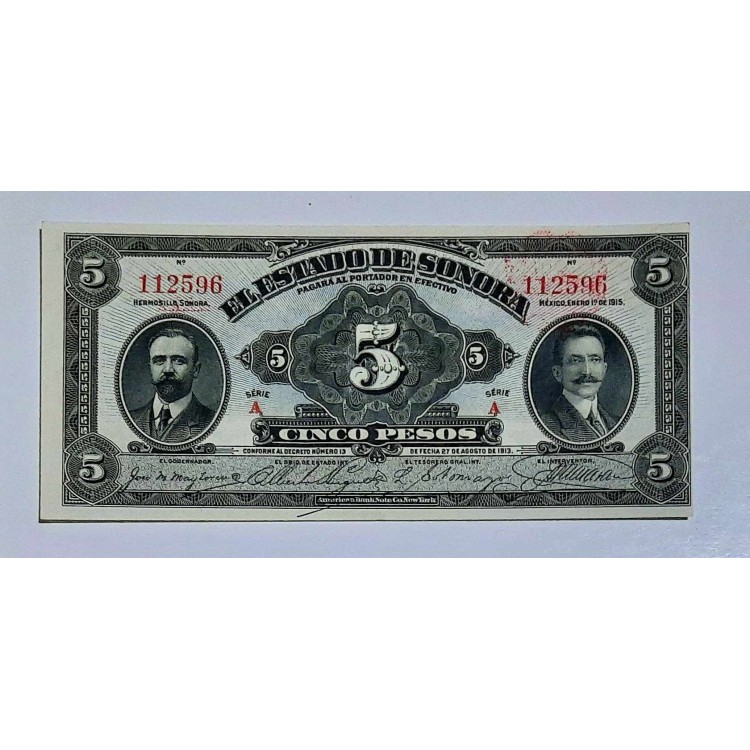 EL ESTADO DE SONORA
PAGARÁ AL PORTADOR EN EFECTIVO
5
5
Nº
112596
HERMOSILLO, SONORA.
Nº
112596
MÉXICO, ENERO 1º DE 1915.
5
5
5
SÉRIE
A
SÉRIE
A
CINCO PESOS
CONFORME AL DECRETO NÚMERO 13
DE FECHA 27 DE AGOSTO DE 1913.
EL GOBERNADOR.
EL SRIO. DE ESTADO INT.
EL TESORERO GRAL. INT.
EL INTERVENTOR.
5
5
American Bank Note Co. New York